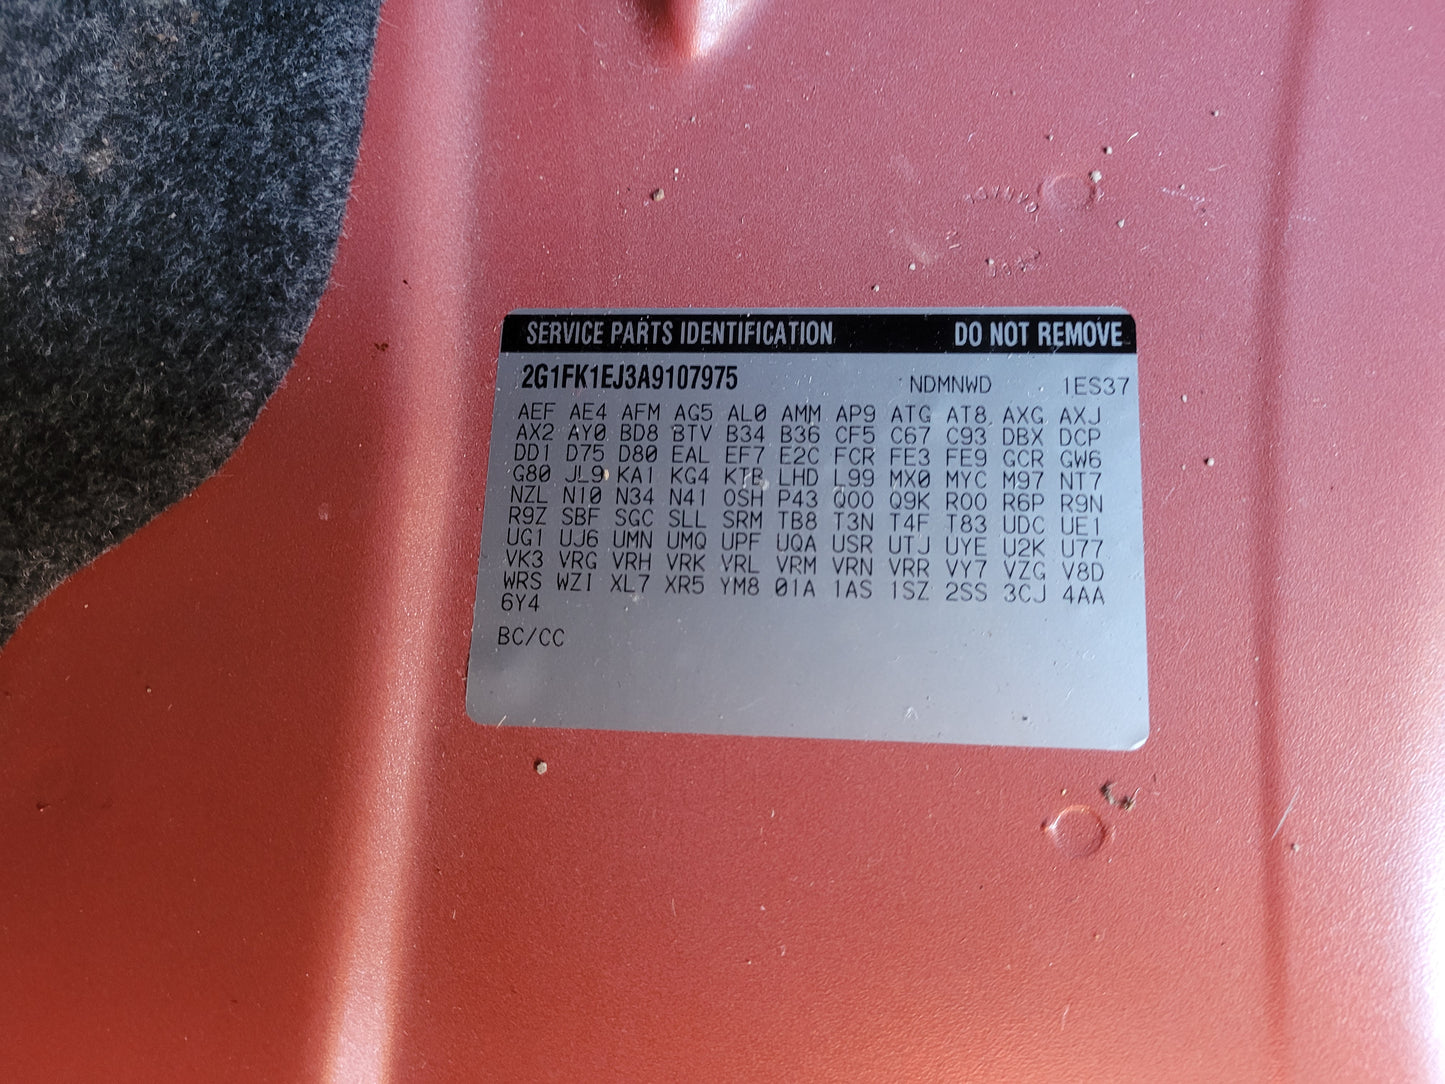 SERVICE PARTS IDENTIFICATION DO NOT REMOVE
2G1FK1EJ3A9107975 NDMNWD 1ES37
AEF AE4 AFM AG5 AL0 AMM AP9 ATG AT8 AXG AXJ
AX2 AY0 BD8 BTV B34 B36 CF5 C67 C93 DBX DCP
DD1 D75 D80 EAL EF7 E2C FCR FE3 FE9 GCR GW6
G80 JL9 KA1 KG4 KTB LHD L99 MX0 MYC M97 NT7
NZL N10 N34 N41 OSH P43 Q00 Q9K R00 R6P R9N
R9Z SBF SGC SLL SRM TB8 T3N T4F T83 UDC UE1
UG1 UJ6 UMN UMQ UPF UQA USR UTJ UYE U2K U77
VK3 VRG VRH VRK VRL VRM VRN VRR VY7 VZG V8D
WRS WZI XL7 XR5 YM8 01A 1AS 1SZ 2SS 3CJ 4AA
6Y4
BC/CC